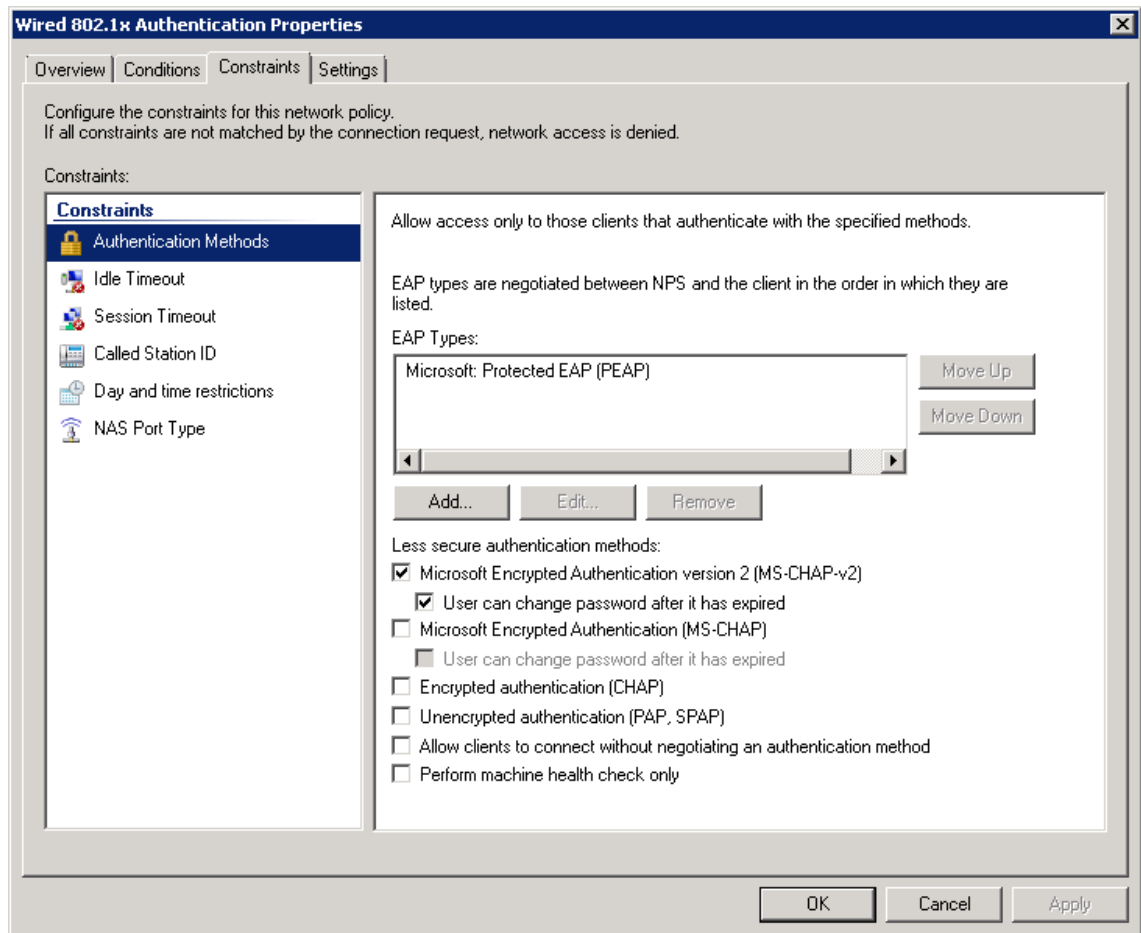 Wired 802.1x Authentication Properties
Overview Conditions Constraints Settings
Configure the constraints for this network policy.
If all constraints are not matched by the connection request, network access is denied.
Constraints:
Constraints
Authentication Methods
Idle Timeout
Session Timeout
Called Station ID
Day and time restrictions
NAS Port Type
Allow access only to those clients that authenticate with the specified methods.
EAP types are negotiated between NPS and the client in the order in which they are
listed.
EAP Types:
Microsoft: Protected EAP (PEAP)
Move Up
Move Down
Add... Edit... Remove
Less secure authentication methods:
Microsoft Encrypted Authentication version 2 (MS-CHAP-v2)
User can change password after it has expired
Microsoft Encrypted Authentication (MS-CHAP)
User can change password after it has expired
Encrypted authentication (CHAP)
Unencrypted authentication (PAP, SPAP)
Allow clients to connect without negotiating an authentication method
Perform machine health check only
OK Cancel Apply